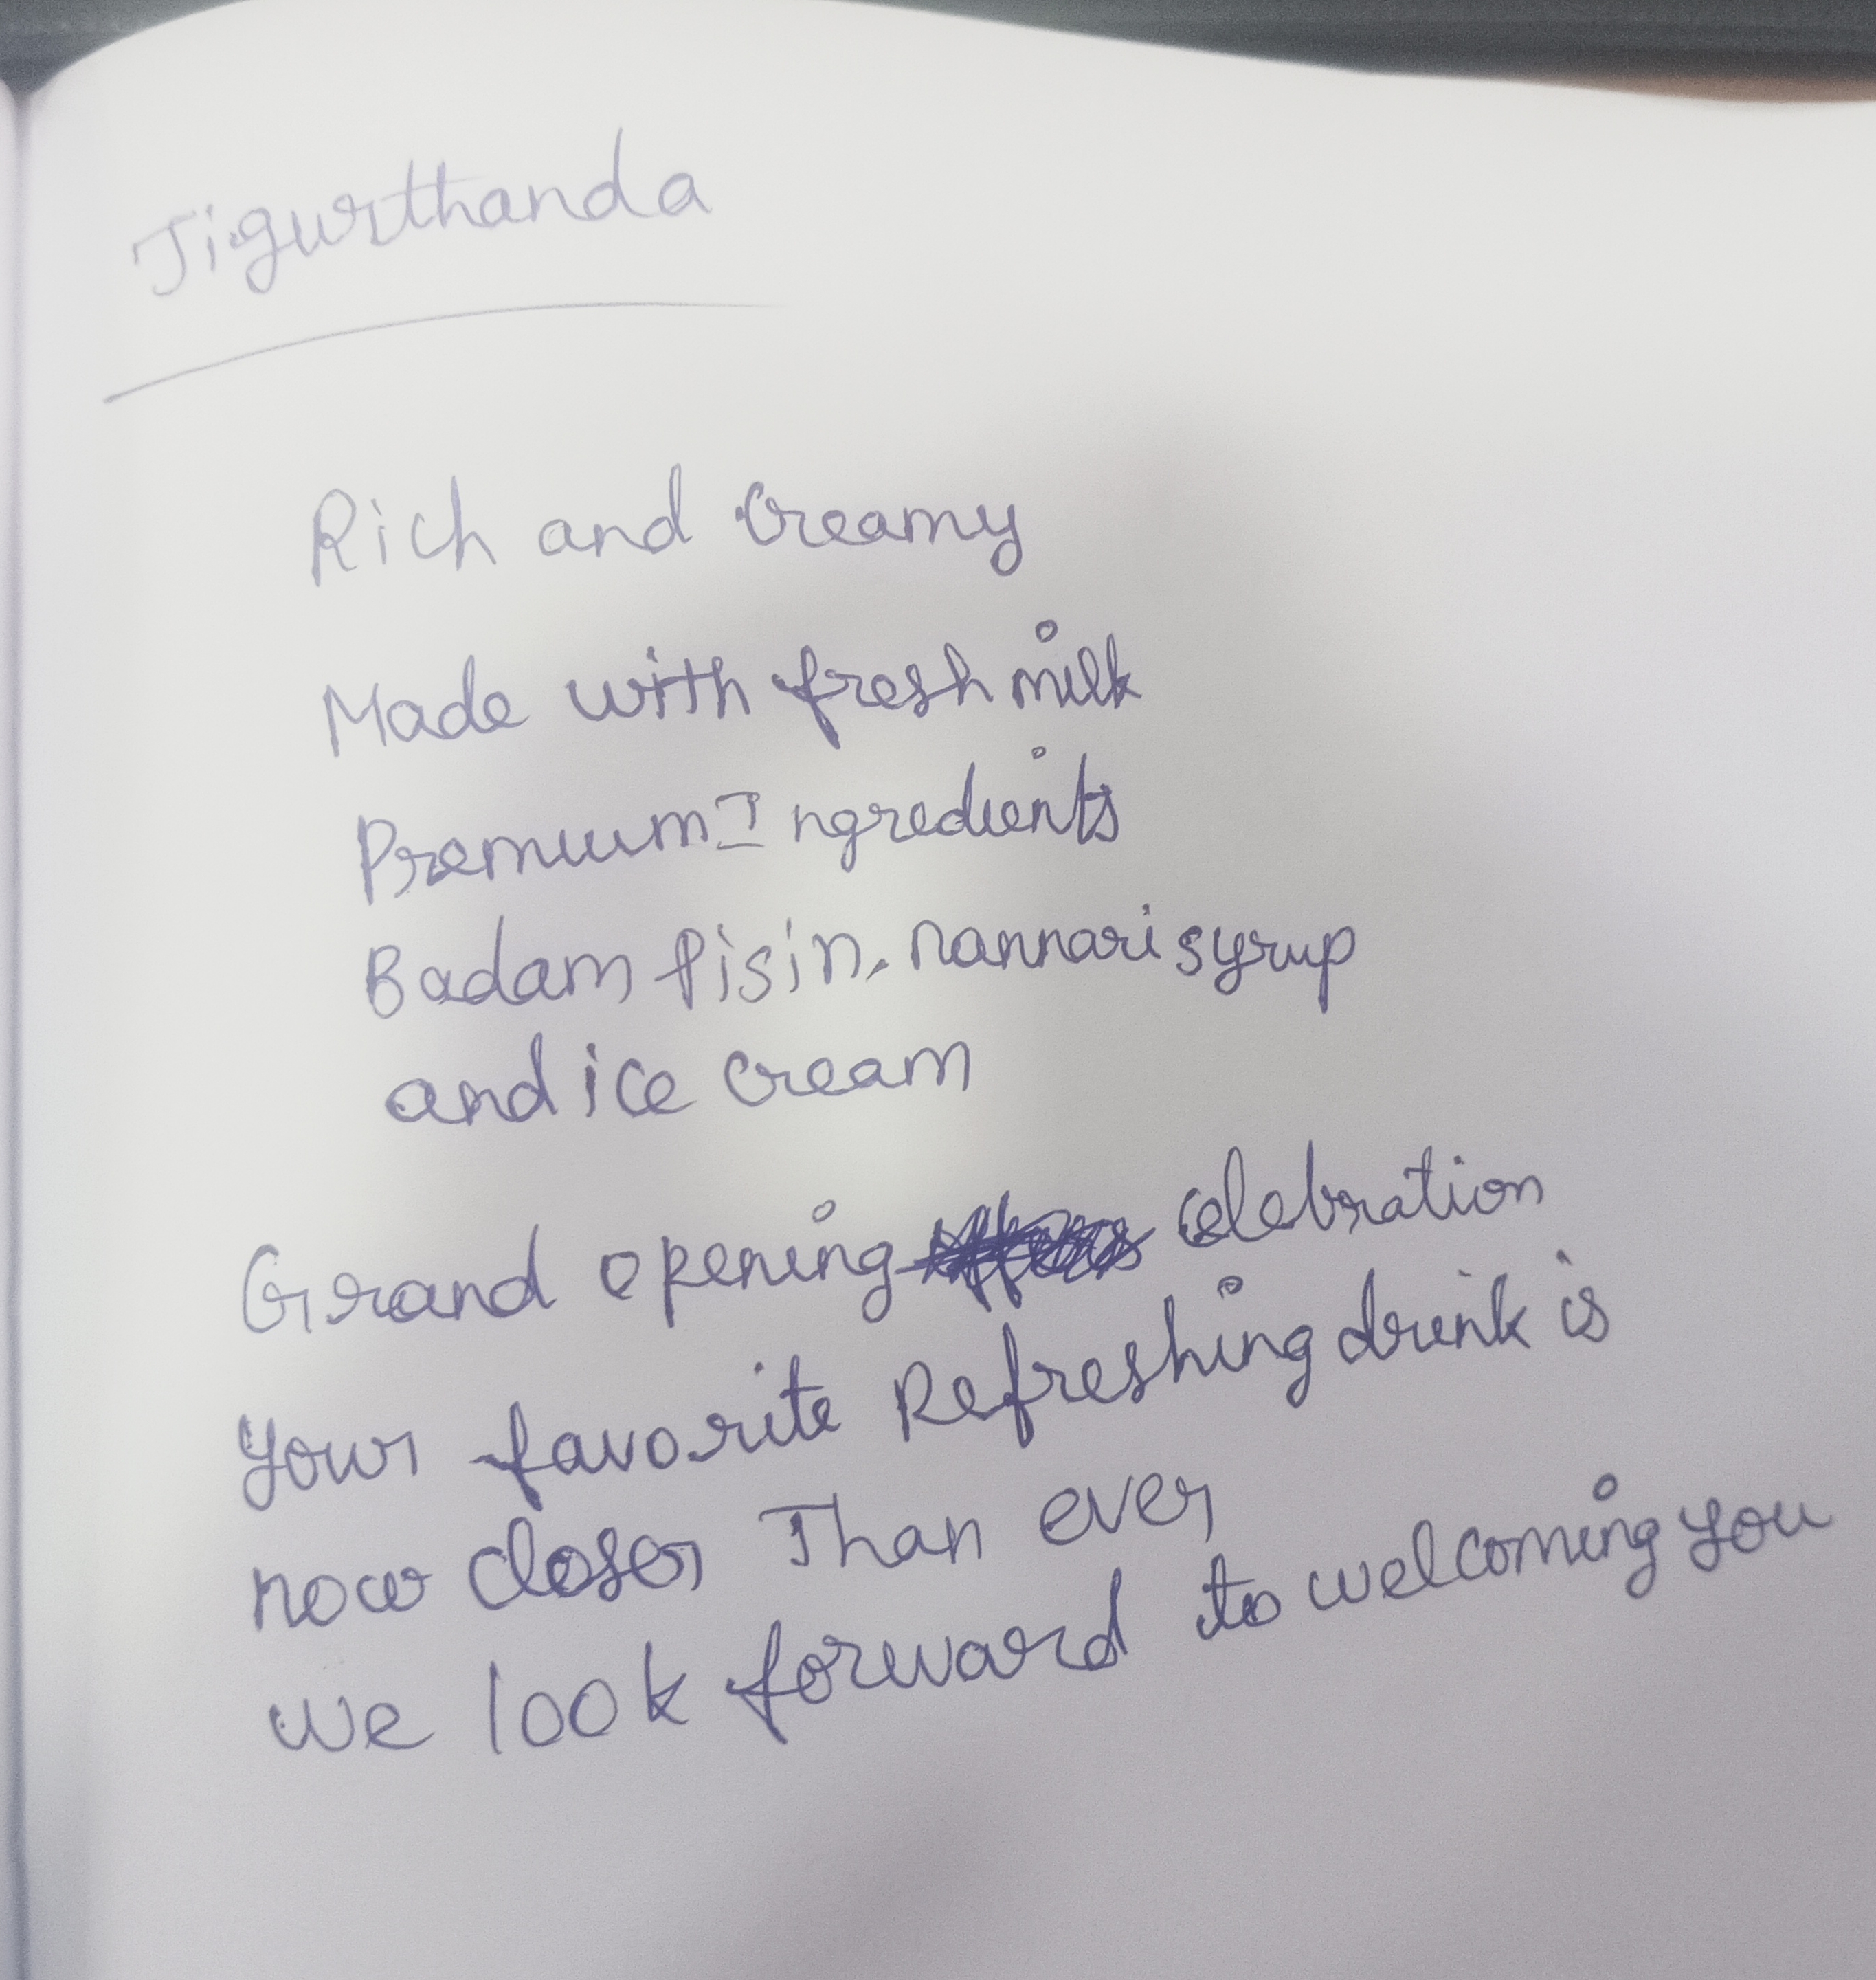 Jigurthanda
Rich and Creamy
Made with fresh milk
Premium Ingredients
Badam pisin, nannari syrup
and ice cream
Grand opening celebration
Your favorite Refreshing drink is
now closer Than ever
we look forward to welcoming you